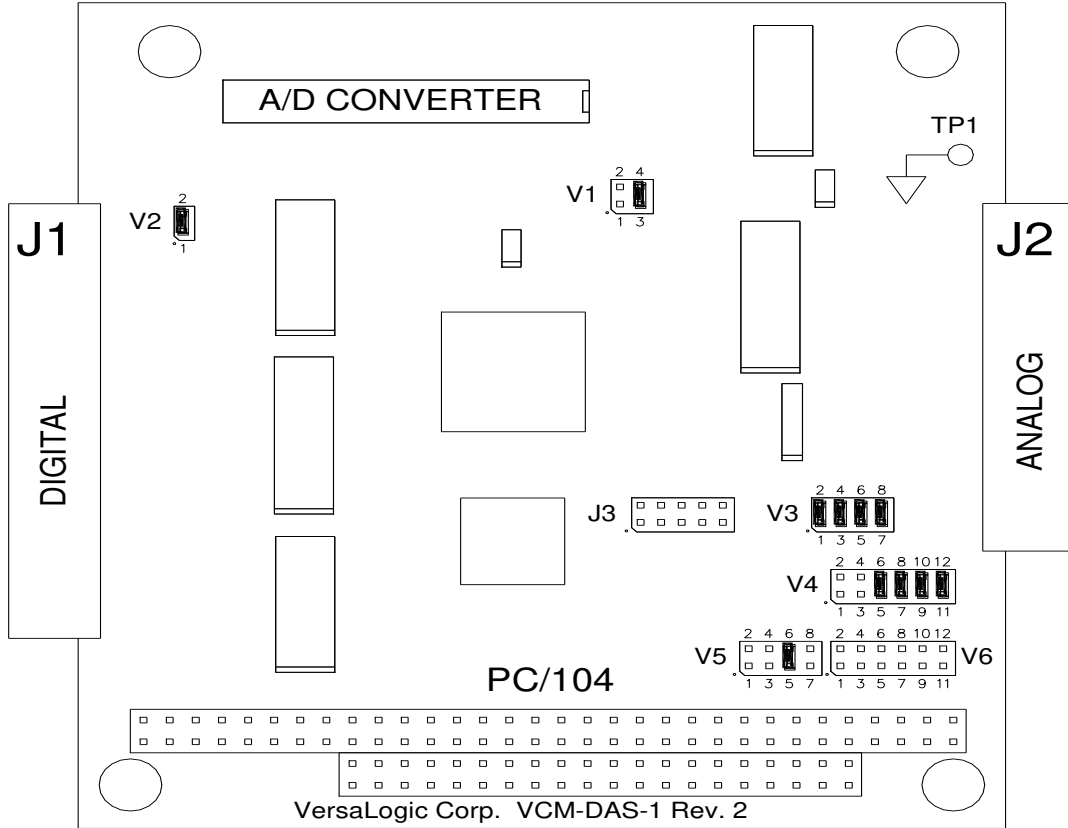 A/D CONVERTER
TP1
2 4
V1
1 3
2
V2
1
J1
DIGITAL
J2
ANALOG
J3
2 4 6 8
V3
1 3 5 7
2 4 6 8 10 12
V4
1 3 5 7 9 11
2 4 6 8
V5
1 3 5 7
2 4 6 8 10 12
V6
1 3 5 7 9 11
PC/104
VersaLogic Corp. VCM-DAS-1 Rev. 2